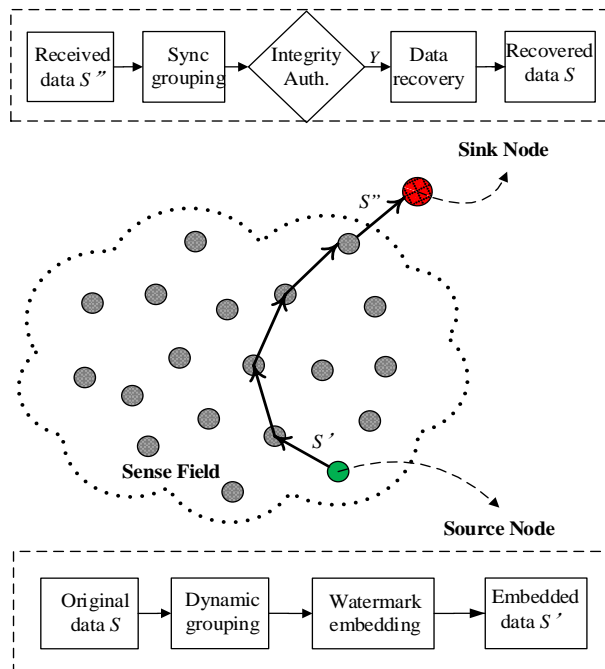 Received data S″
Sync grouping
Integrity Auth.
Y
Data recovery
Recovered data S
Sink Node
S″
S′
Sense Field
Source Node
Original data S
Dynamic grouping
Watermark embedding
Embedded data S′